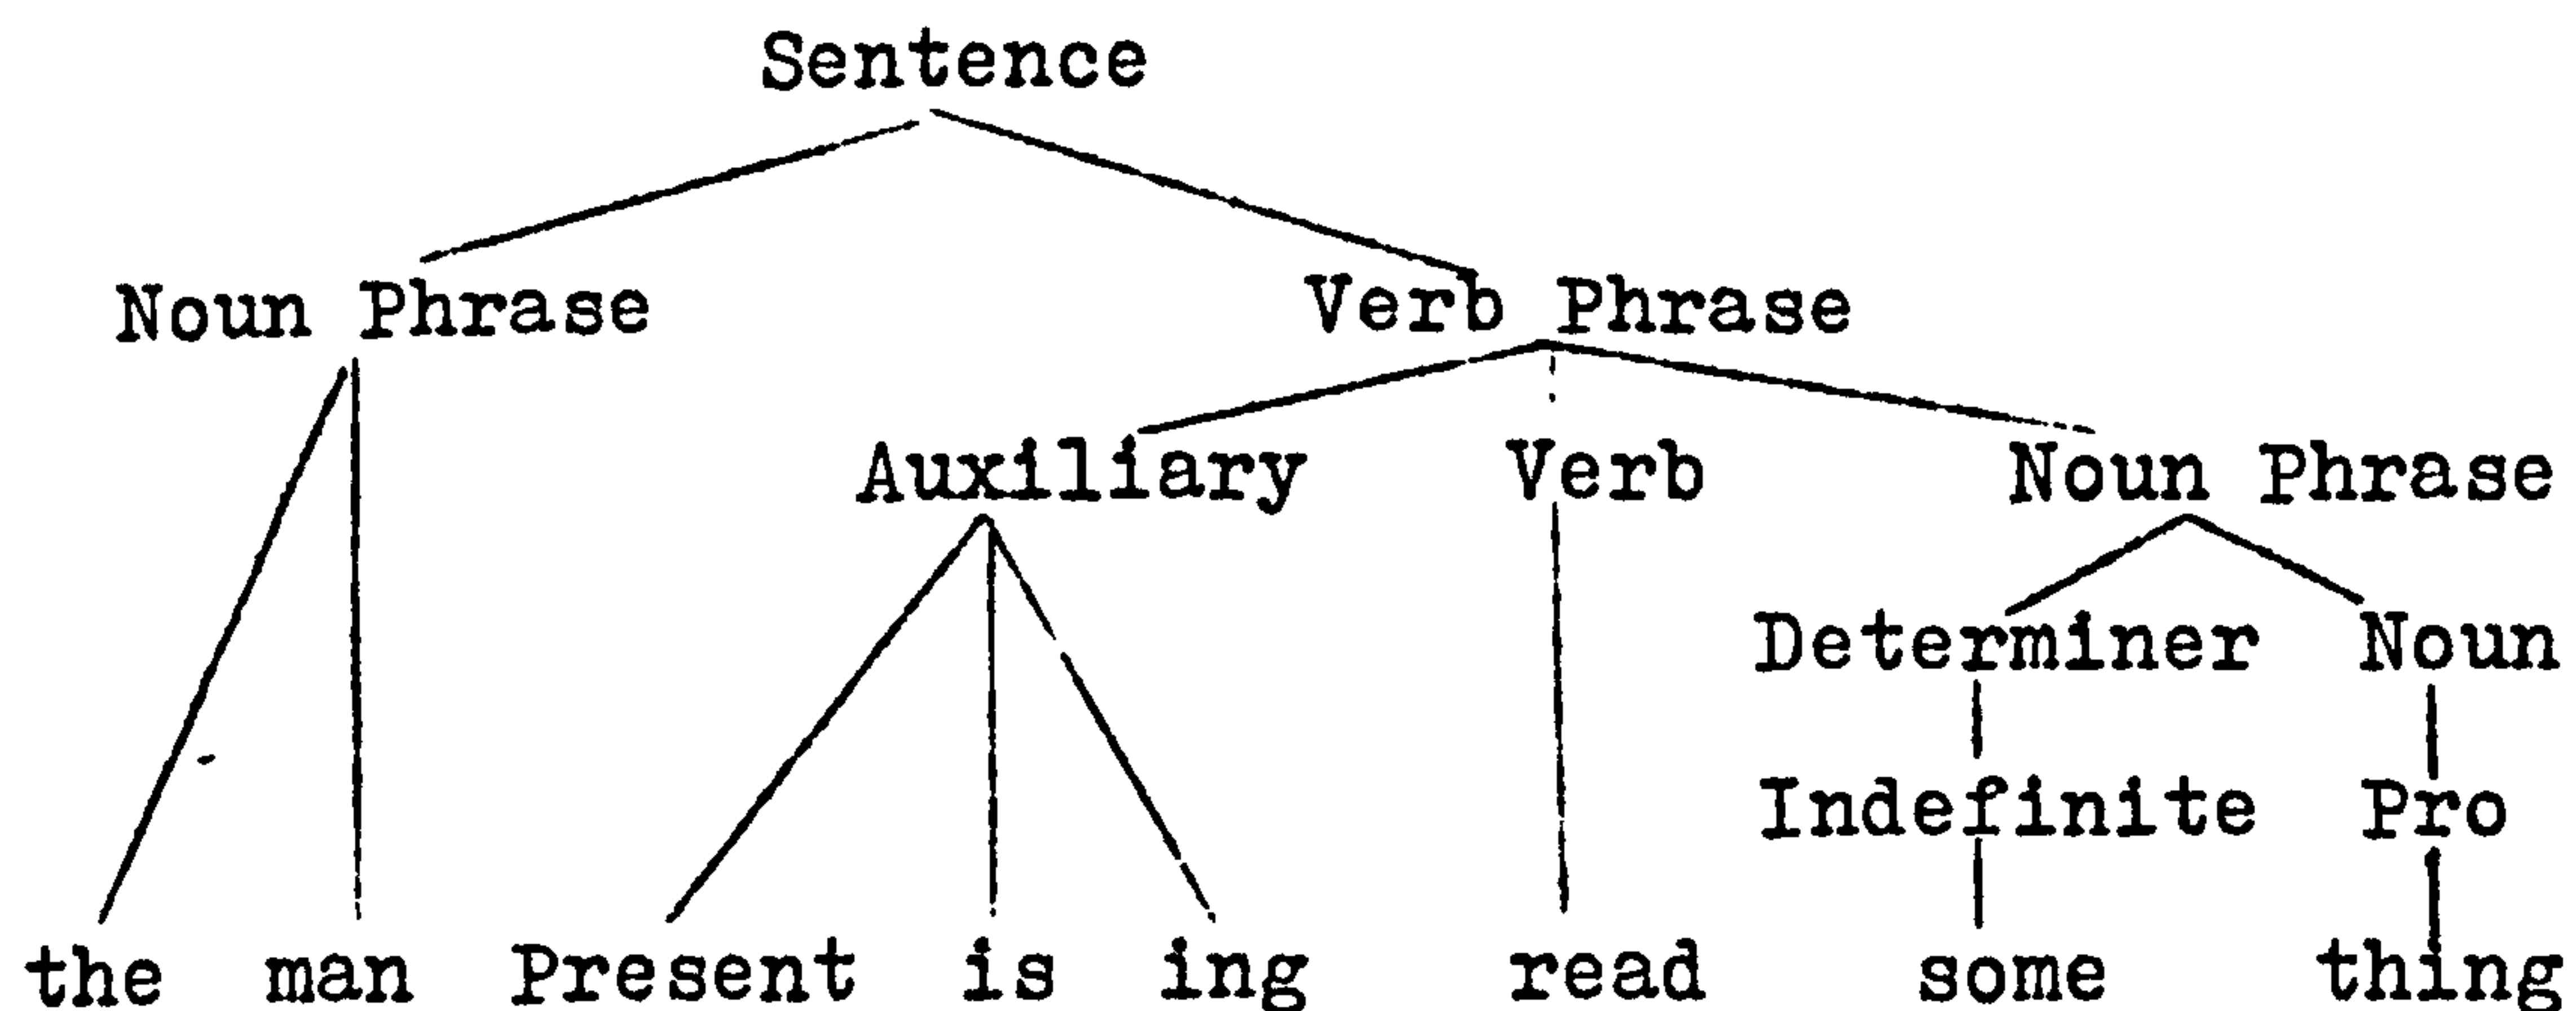 Sentence
Noun Phrase Verb Phrase
Auxiliary Verb Noun Phrase
Determiner Noun
Indefinite Pro
the man Present is ing read some thing